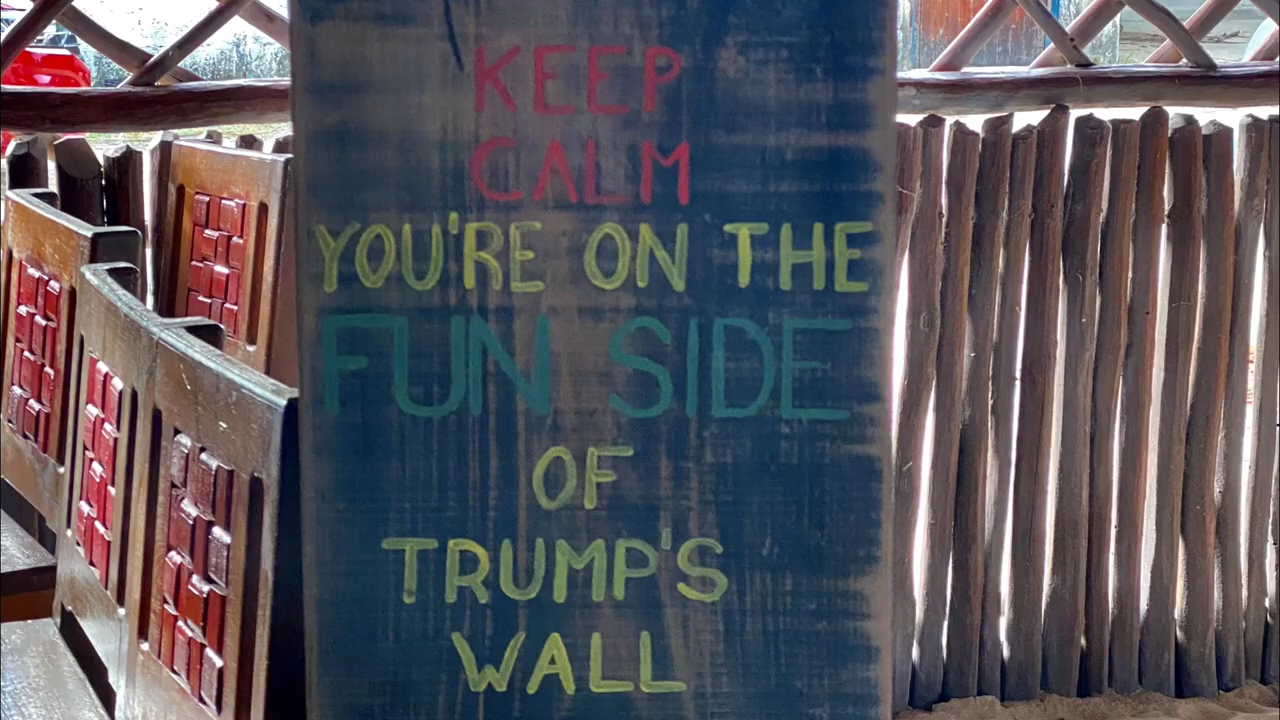 KEEP
CALM
YOU'RE ON THE
FUN SIDE
OF
TRUMP'S
WALL